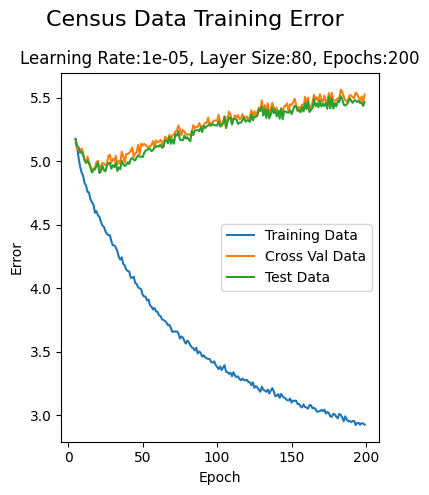 Census Data Training Error
Learning Rate:1e-05, Layer Size:80, Epochs:200
5.5
5.0
4.5
4.0
3.5
3.0
Error
Training Data
Cross Val Data
Test Data
0
50
100
150
200
Epoch